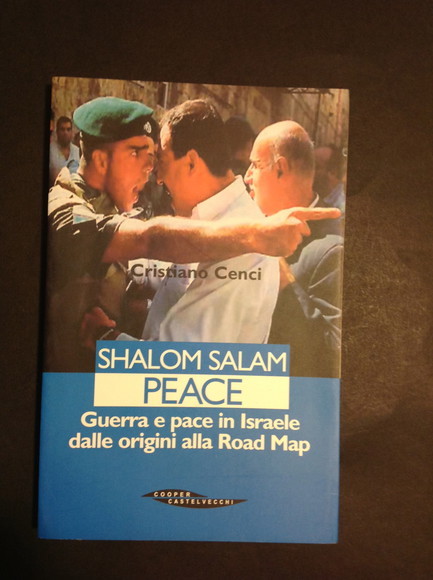 Cristiano Cenci
SHALOM SALAM
PEACE
Guerra e pace in Israele
dalle origini alla Road Map
COOPER
CASTELVECCHI